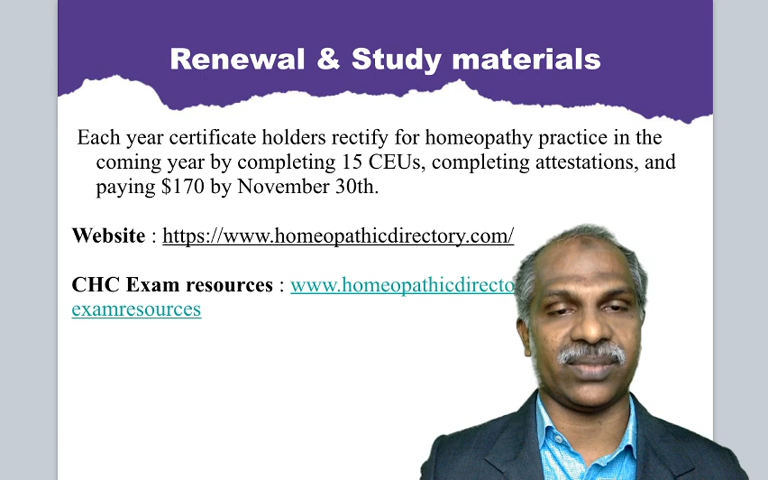 Renewal & Study materials
Each year certificate holders rectify for homeopathy practice in the
coming year by completing 15 CEUs, completing attestations, and
paying $170 by November 30th.
Website : https://www.homeopathicdirectory.com/
CHC Exam resources : www.homeopathicdirecto
examresources